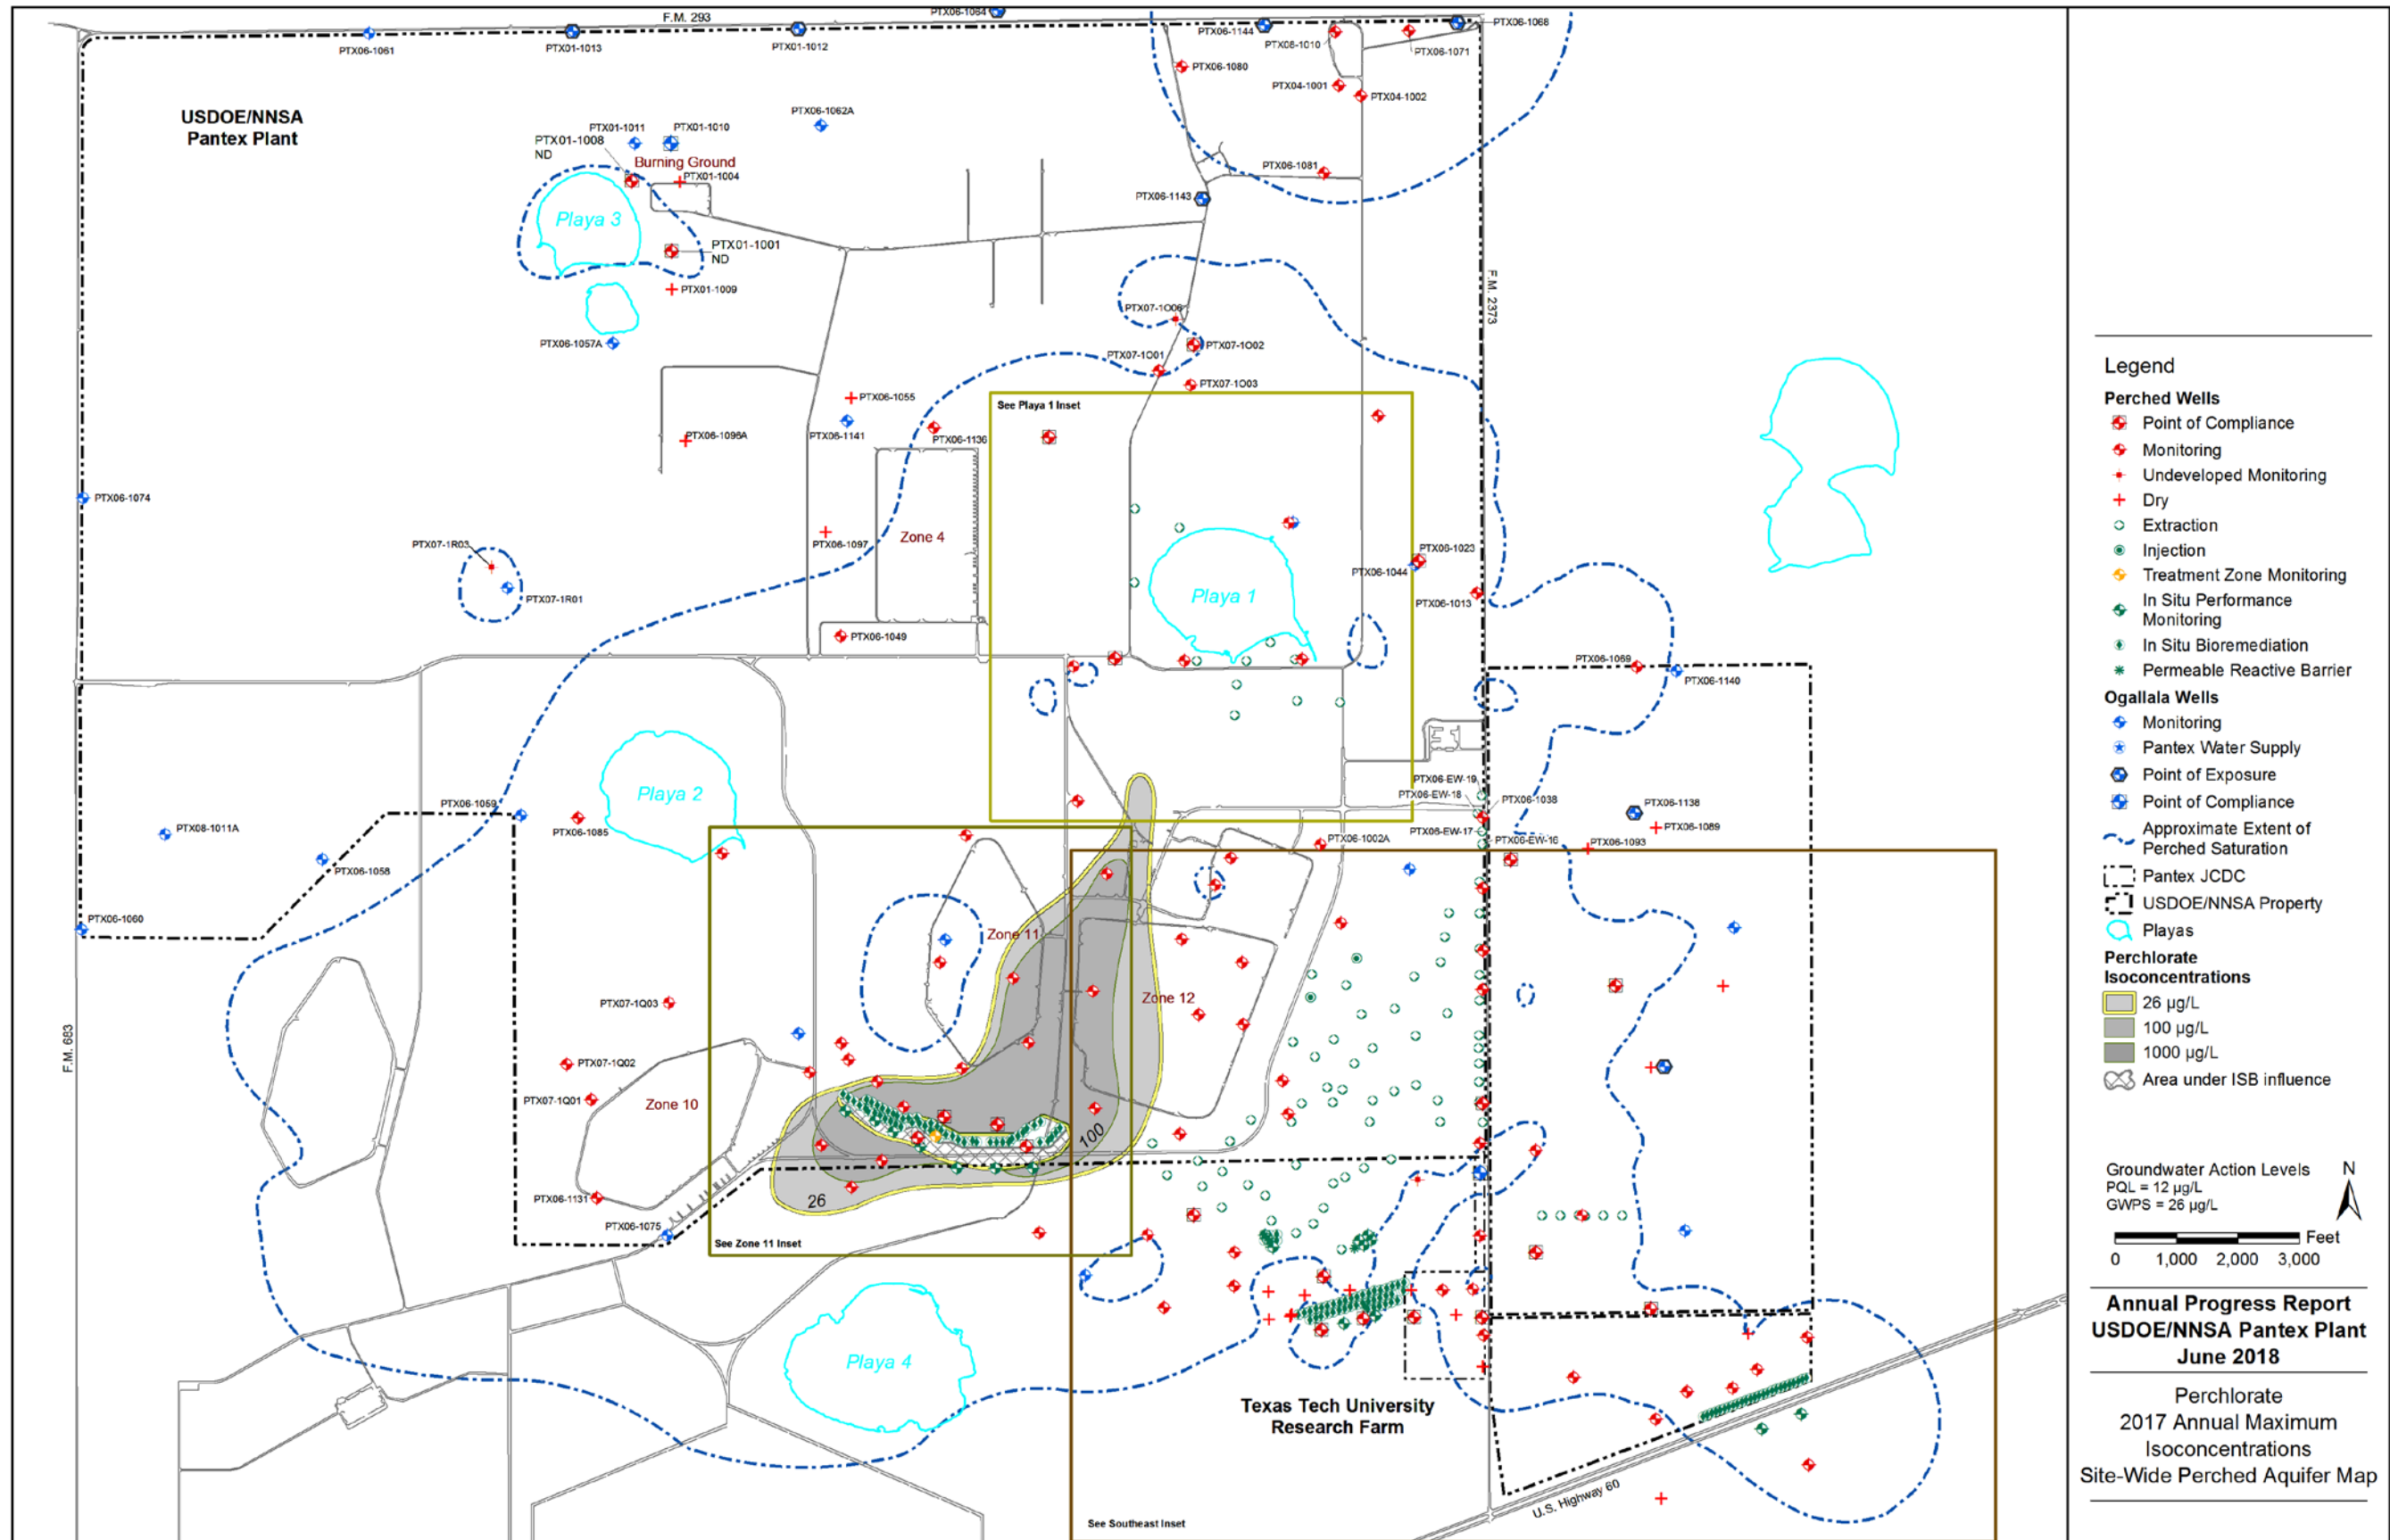 F.M. 293
PTX06-1064
PTX06-1061
PTX01-1013
PTX01-1012
PTX06-1144
PTX08-1010
PTX06-1068
PTX06-1071
PTX06-1080
PTX04-1001
PTX04-1002
USDOE/NNSA
Pantex Plant
PTX06-1062A
PTX01-1011
PTX01-1010
PTX01-1008
ND
Burning Ground
PTX01-1004
PTX06-1081
PTX06-1143
Playa 3
PTX01-1001
ND
PTX01-1009
F.M. 2373
PTX07-1O06
PTX06-1057A
PTX07-1O02
PTX07-1O01
PTX07-1O03
PTX06-1055
See Playa 1 Inset
PTX06-1096A
PTX06-1141
PTX06-1136
PTX06-1074
PTX07-1R03
PTX06-1097
Zone 4
PTX06-1023
PTX06-1044
PTX07-1R01
Playa 1
PTX06-1013
PTX06-1049
PTX06-1069
PTX06-1140
Playa 2
PTX06-EW-19
PTX06-EW-18
PTX06-1038
PTX06-1059
PTX06-1138
PTX08-1011A
PTX06-1085
PTX06-EW-17
PTX06-1089
PTX06-1002A
PTX06-EW-16
PTX06-1093
PTX06-1058
PTX06-1060
Zone 11
Zone 12
PTX07-1Q03
F.M. 683
PTX07-1Q02
PTX07-1Q01
Zone 10
100
26
PTX06-1131
PTX06-1075
See Zone 11 Inset
Playa 4
Texas Tech University
Research Farm
U.S. Highway 60
See Southeast Inset
Legend
Perched Wells
Point of Compliance
Monitoring
Undeveloped Monitoring
Dry
Extraction
Injection
Treatment Zone Monitoring
In Situ Performance
Monitoring
In Situ Bioremediation
Permeable Reactive Barrier
Ogallala Wells
Monitoring
Pantex Water Supply
Point of Exposure
Point of Compliance
Approximate Extent of
Perched Saturation
Pantex JCDC
USDOE/NNSA Property
Playas
Perchlorate
Isoconcentrations
26 µg/L
100 µg/L
1000 µg/L
Area under ISB influence
Groundwater Action Levels
PQL = 12 µg/L
GWPS = 26 µg/L
N
Feet
0 1,000 2,000 3,000
Annual Progress Report
USDOE/NNSA Pantex Plant
June 2018
Perchlorate
2017 Annual Maximum
Isoconcentrations
Site-Wide Perched Aquifer Map